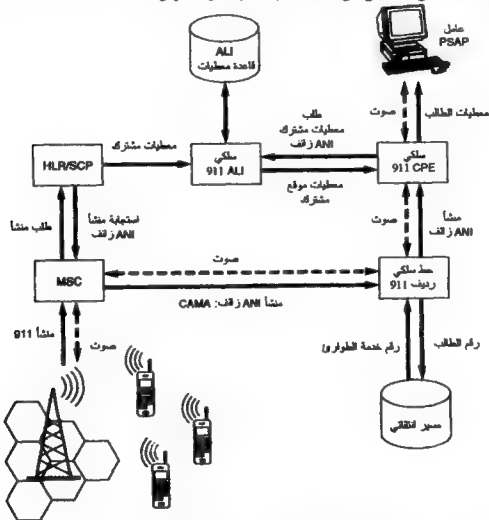 عامل
PSAP
ALI
قاعدة معطيات
صوت
معطيات الطالب
طلب
معطيات مشترك
ANI زائف
HLR/SCP
معطيات مشترك
سلكي
911 ALI
سلكي
911 CPE
معطيات موقع
مشترك
طلب منشأ
استجابة منشأ
ANI زائف
صوت
منشأ
ANI زائف
صوت
MSC
خط سلكي
رديف 911
منشأ ANI زائف: CAMA
منشأ 911
صوت
رقم خدمة الطوارئ
رقم الطالب
مسير انتقائي